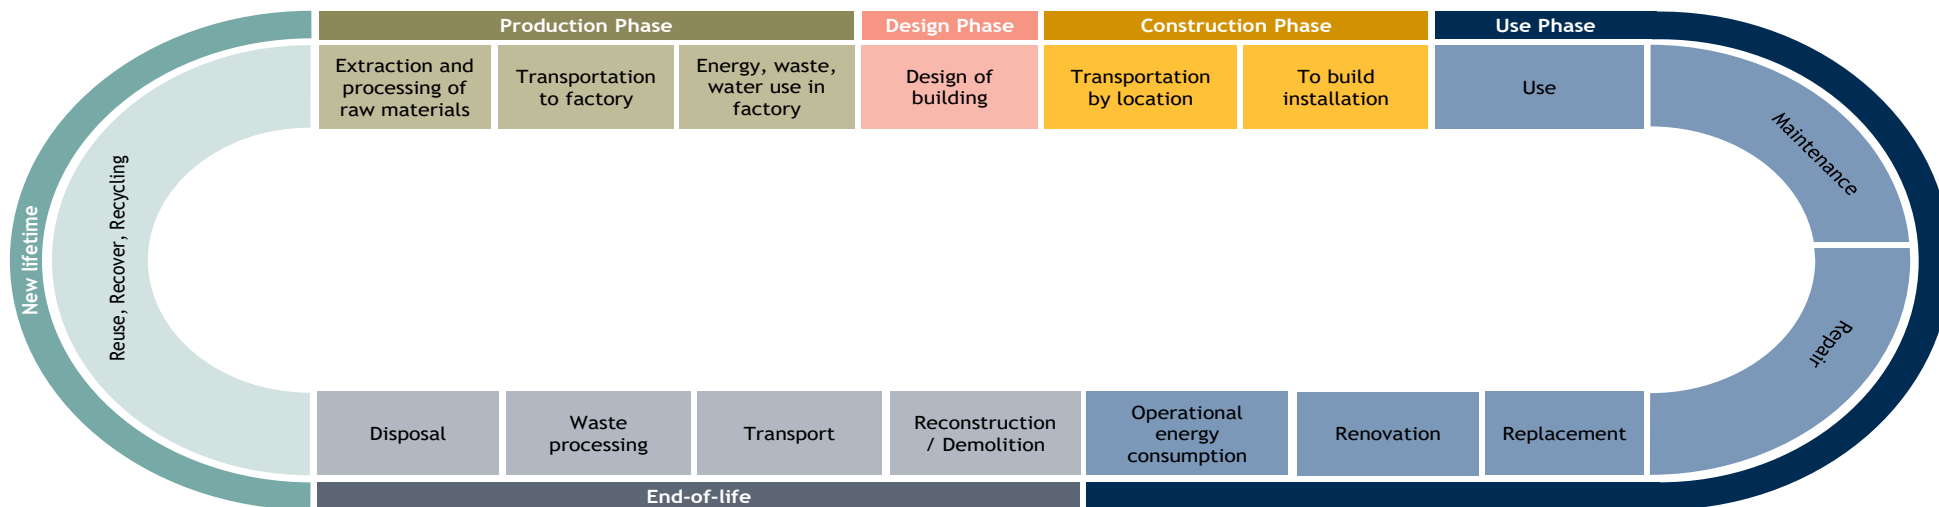 Production Phase
Design Phase
Construction Phase
Use Phase
Extraction and
processing of
raw materials
Transportation
to factory
Energy, waste,
water use in
factory
Design of
building
Transportation
by location
To build
installation
Use
Maintenance
Repair
Replacement
Renovation
Operational
energy
consumption
Reconstruction
/ Demolition
Transport
Waste
processing
Disposal
End-of-life
Reuse, Recover, Recycling
New lifetime